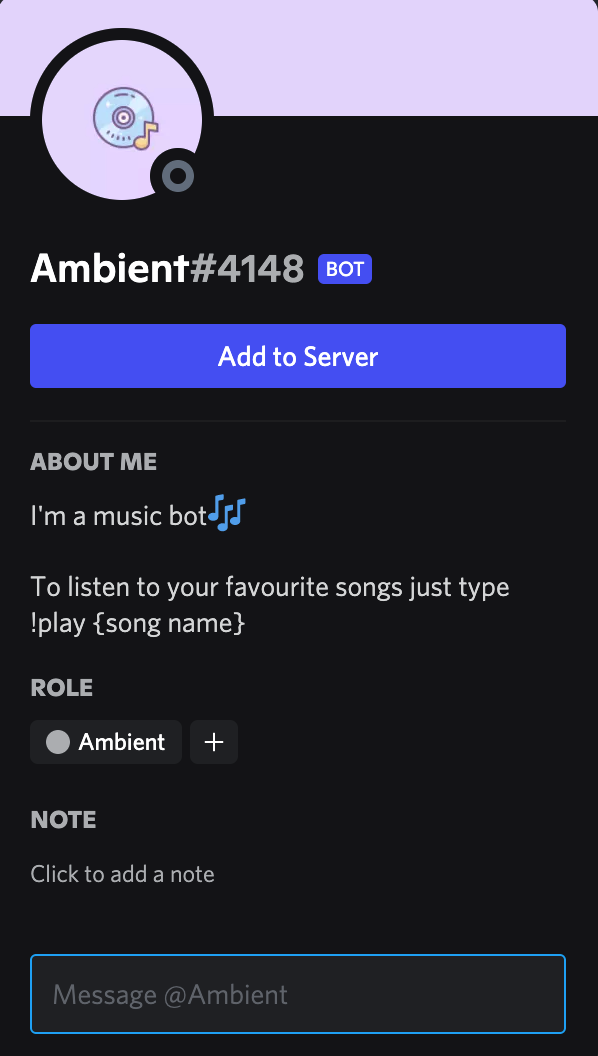 Ambient#4148 BOT
Add to Server
ABOUT ME
I'm a music bot🎶
To listen to your favourite songs just type
!play {song name}
ROLE
Ambient +
NOTE
Click to add a note
Message @Ambient